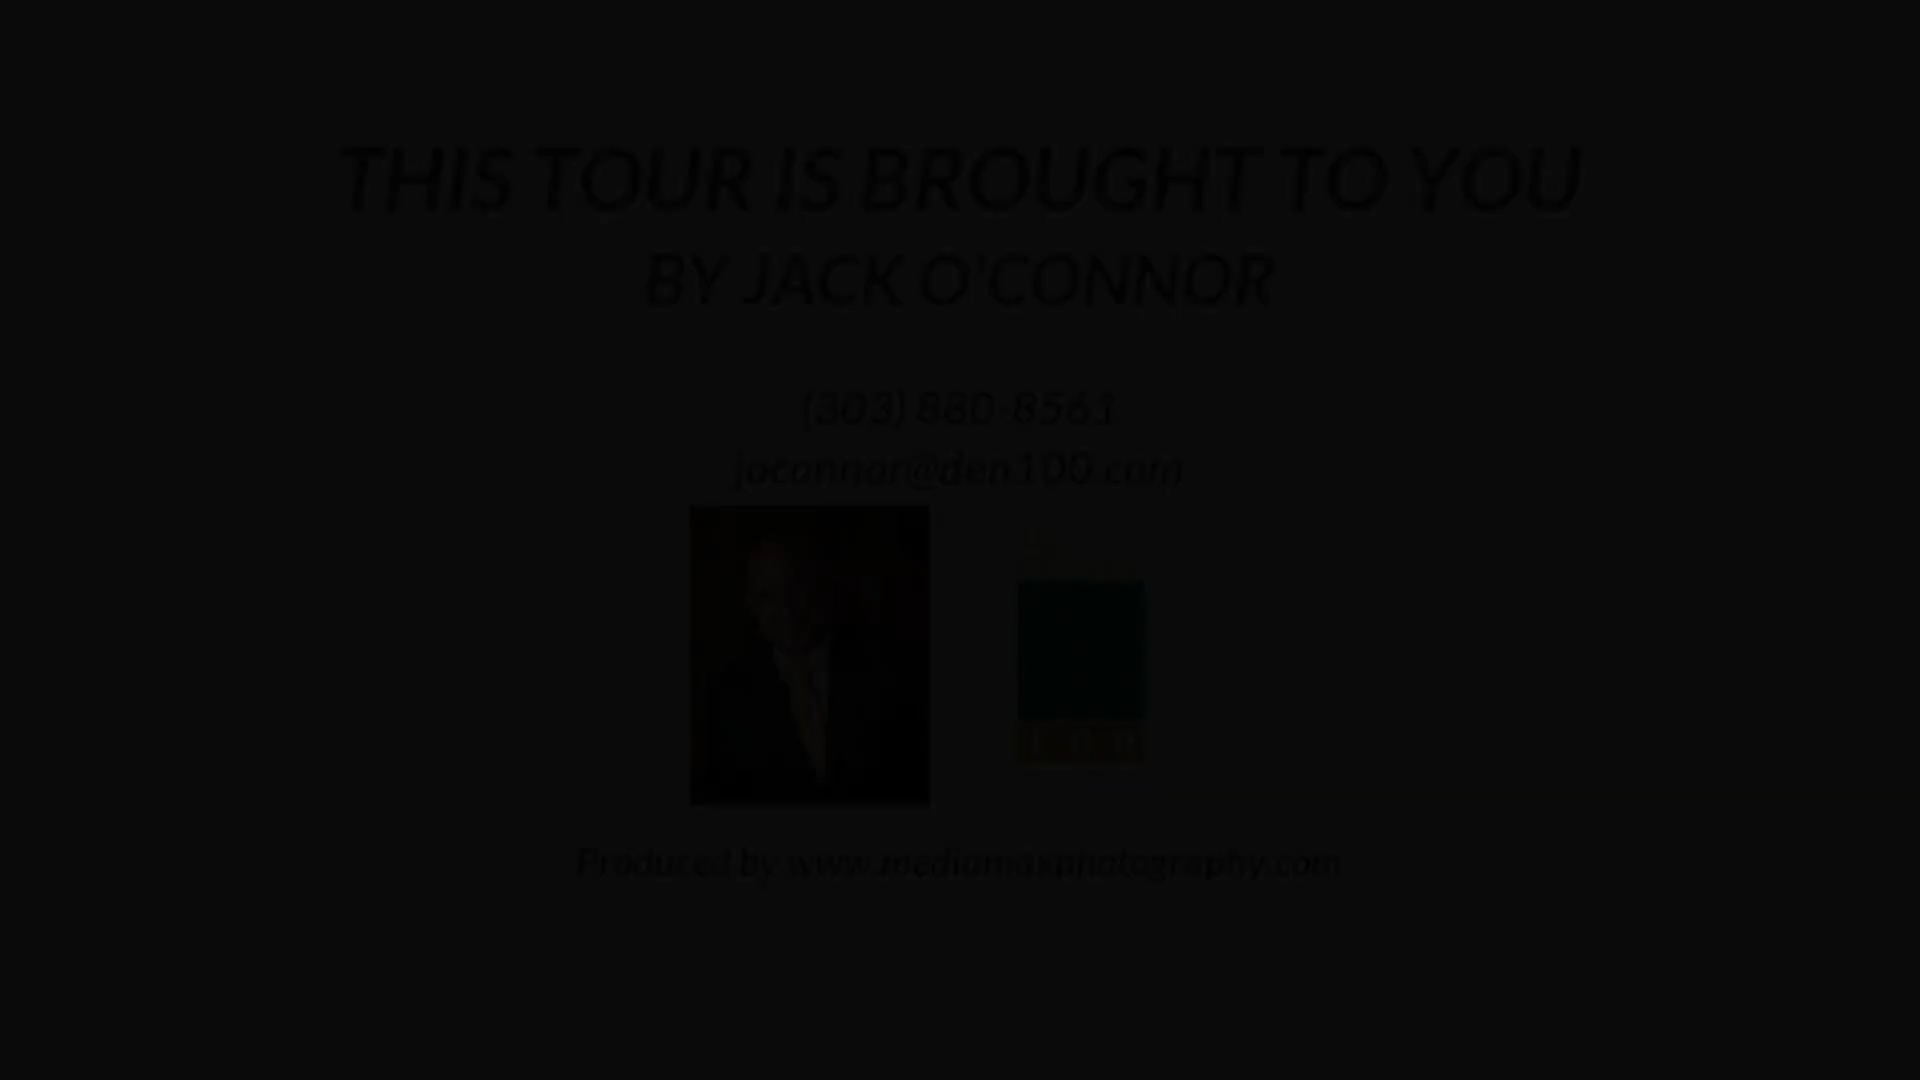 THIS TOUR IS BROUGHT TO YOU
BY JACK O'CONNOR
(303) 880-8561
joconnor@den100.com
Produced by www.mediamaxphotography.com